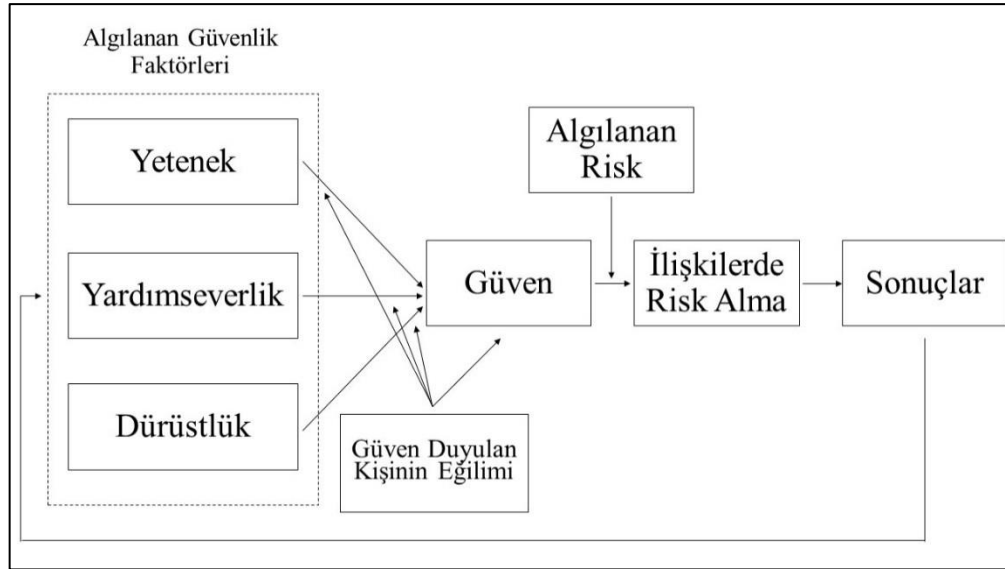 Algılanan Güvenlik
Faktörleri
Yetenek
Yardımseverlik
Dürüstlük
Güven
Güven Duyulan
Kişinin Eğilimi
Algılanan
Risk
İlişkilerde
Risk Alma
Sonuçlar